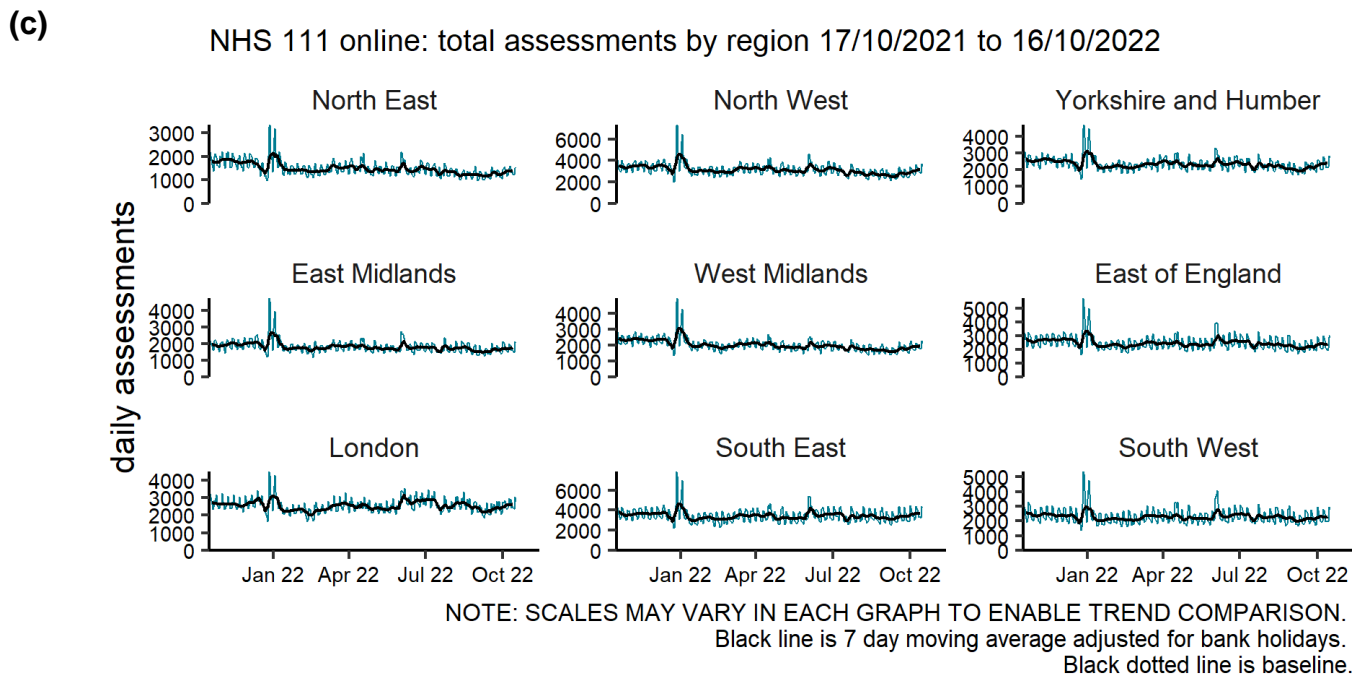 (c)
NHS 111 online: total assessments by region 17/10/2021 to 16/10/2022
daily assessments
North East
3000
2000
1000
0
North West
6000
4000
2000
0
Yorkshire and Humber
4000
3000
2000
1000
0
East Midlands
4000
3000
2000
1000
0
West Midlands
4000
3000
2000
1000
0
East of England
5000
4000
3000
2000
1000
0
London
4000
3000
2000
1000
0
Jan 22 Apr 22 Jul 22 Oct 22
South East
6000
4000
2000
0
Jan 22 Apr 22 Jul 22 Oct 22
South West
5000
4000
3000
2000
1000
0
Jan 22 Apr 22 Jul 22 Oct 22
NOTE: SCALES MAY VARY IN EACH GRAPH TO ENABLE TREND COMPARISON.
Black line is 7 day moving average adjusted for bank holidays.
Black dotted line is baseline.